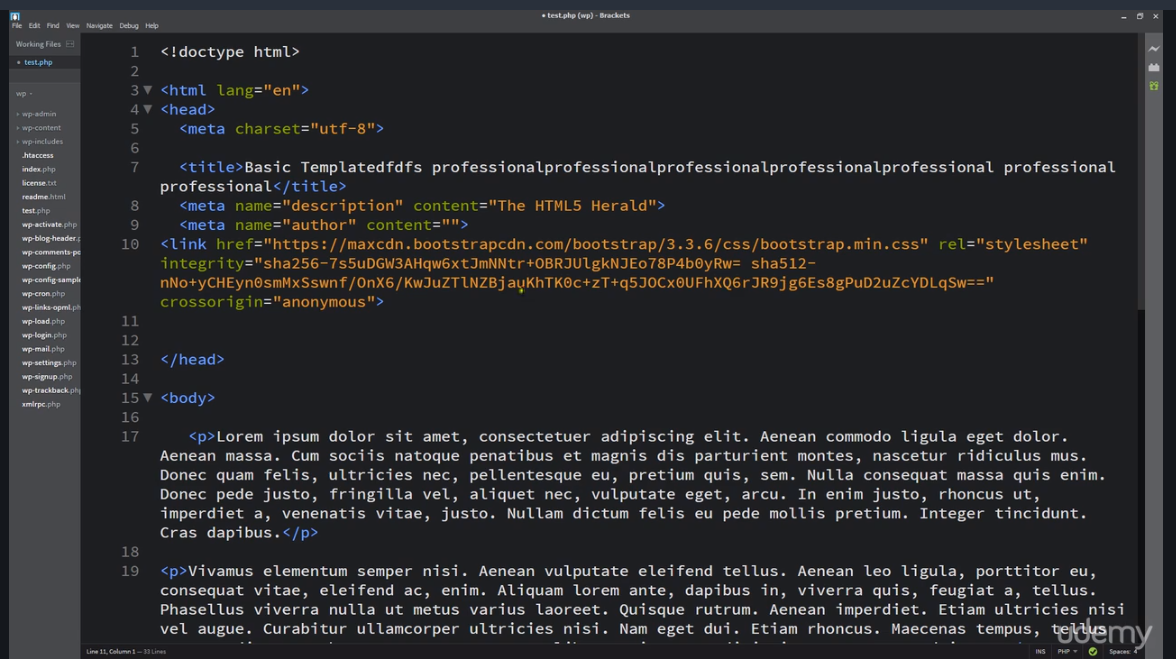 • test.php (wp) - Brackets
File Edit Find View Navigate Debug Help
Working Files
• test.php
wp -
wp-admin
wp-content
wp-includes
.htaccess
index.php
license.txt
readme.html
test.php
wp-activate.php
wp-blog-header.p
wp-comments-po
wp-config.php
wp-config-sample
wp-cron.php
wp-links-opml.ph
wp-load.php
wp-login.php
wp-mail.php
wp-settings.php
wp-signup.php
wp-trackback.php
xmlrpc.php
1 <!doctype html>
2
3 <html lang="en">
4 <head>
5 <meta charset="utf-8">
6
7 <title>Basic Templatedfdfs professionalprofessionalprofessionalprofessionalprofessional professional
professional</title>
8 <meta name="description" content="The HTML5 Herald">
9 <meta name="author" content="">
10 <link href="https://maxcdn.bootstrapcdn.com/bootstrap/3.3.6/css/bootstrap.min.css" rel="stylesheet"
integrity="sha256-7s5uDGW3AHqw6xtJmNNtr+OBRJUlgkNJEo78P4b0yRw= sha512-
nNo+yCHEyn0smMxSswnf/OnX6/KwJuZTlNZBjauKhTK0c+zT+q5JOCx0UFhXQ6rJR9jg6Es8gPuD2uZcYDLqSw=="
crossorigin="anonymous">
11
12
13 </head>
14
15 <body>
16
17 <p>Lorem ipsum dolor sit amet, consectetuer adipiscing elit. Aenean commodo ligula eget dolor.
Aenean massa. Cum sociis natoque penatibus et magnis dis parturient montes, nascetur ridiculus mus.
Donec quam felis, ultricies nec, pellentesque eu, pretium quis, sem. Nulla consequat massa quis enim.
Donec pede justo, fringilla vel, aliquet nec, vulputate eget, arcu. In enim justo, rhoncus ut,
imperdiet a, venenatis vitae, justo. Nullam dictum felis eu pede mollis pretium. Integer tincidunt.
Cras dapibus.</p>
18
19 <p>Vivamus elementum semper nisi. Aenean vulputate eleifend tellus. Aenean leo ligula, porttitor eu,
consequat vitae, eleifend ac, enim. Aliquam lorem ante, dapibus in, viverra quis, feugiat a, tellus.
Phasellus viverra nulla ut metus varius laoreet. Quisque rutrum. Aenean imperdiet. Etiam ultricies nisi
vel augue. Curabitur ullamcorper ultricies nisi. Nam eget dui. Etiam rhoncus. Maecenas tempus, tellus
udemy
Line 11, Column 1 — 33 Lines
INS PHP Spaces: 4